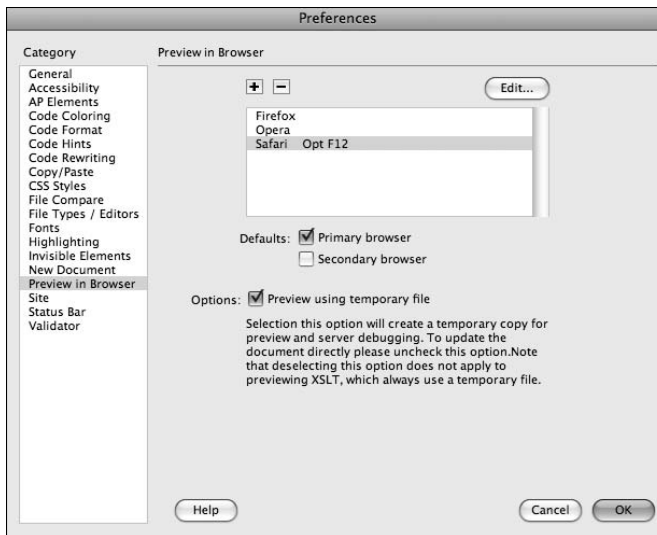 Preferences
Category
General
Accessibility
AP Elements
Code Coloring
Code Format
Code Hints
Code Rewriting
Copy/Paste
CSS Styles
File Compare
File Types / Editors
Fonts
Highlighting
Invisible Elements
New Document
Preview in Browser
Site
Status Bar
Validator
Preview in Browser
+ −
Edit...
Firefox
Opera
Safari Opt F12
Defaults: Primary browser
Secondary browser
Options: Preview using temporary file
Selection this option will create a temporary copy for
preview and server debugging. To update the
document directly please uncheck this option.Note
that deselecting this option does not apply to
previewing XSLT, which always use a temporary file.
Help
Cancel
OK